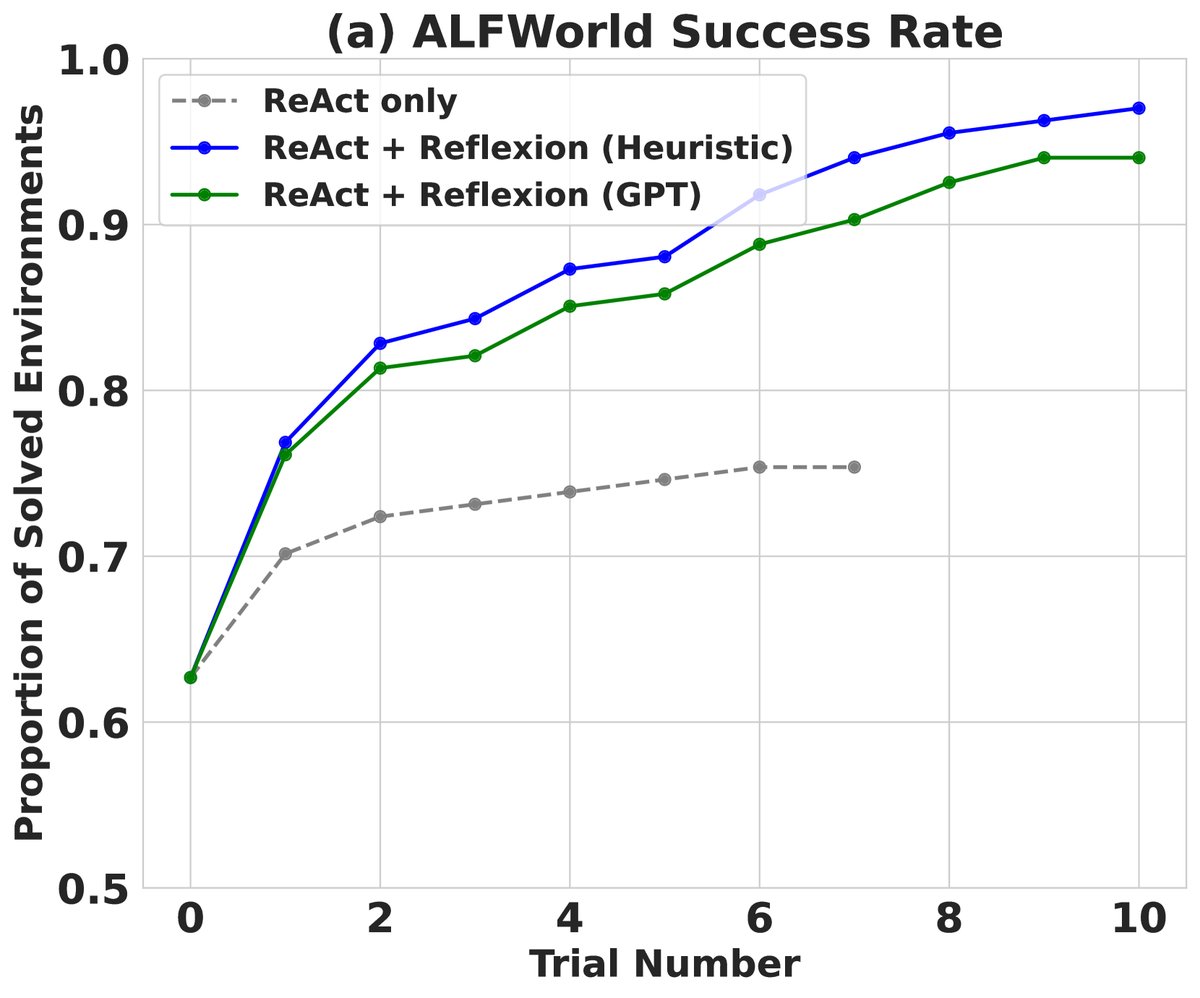 (a) ALFWorld Success Rate
ReAct only
ReAct + Reflexion (Heuristic)
ReAct + Reflexion (GPT)
Proportion of Solved Environments
1.0
0.9
0.8
0.7
0.6
0.5
0 2 4 6 8 10
Trial Number